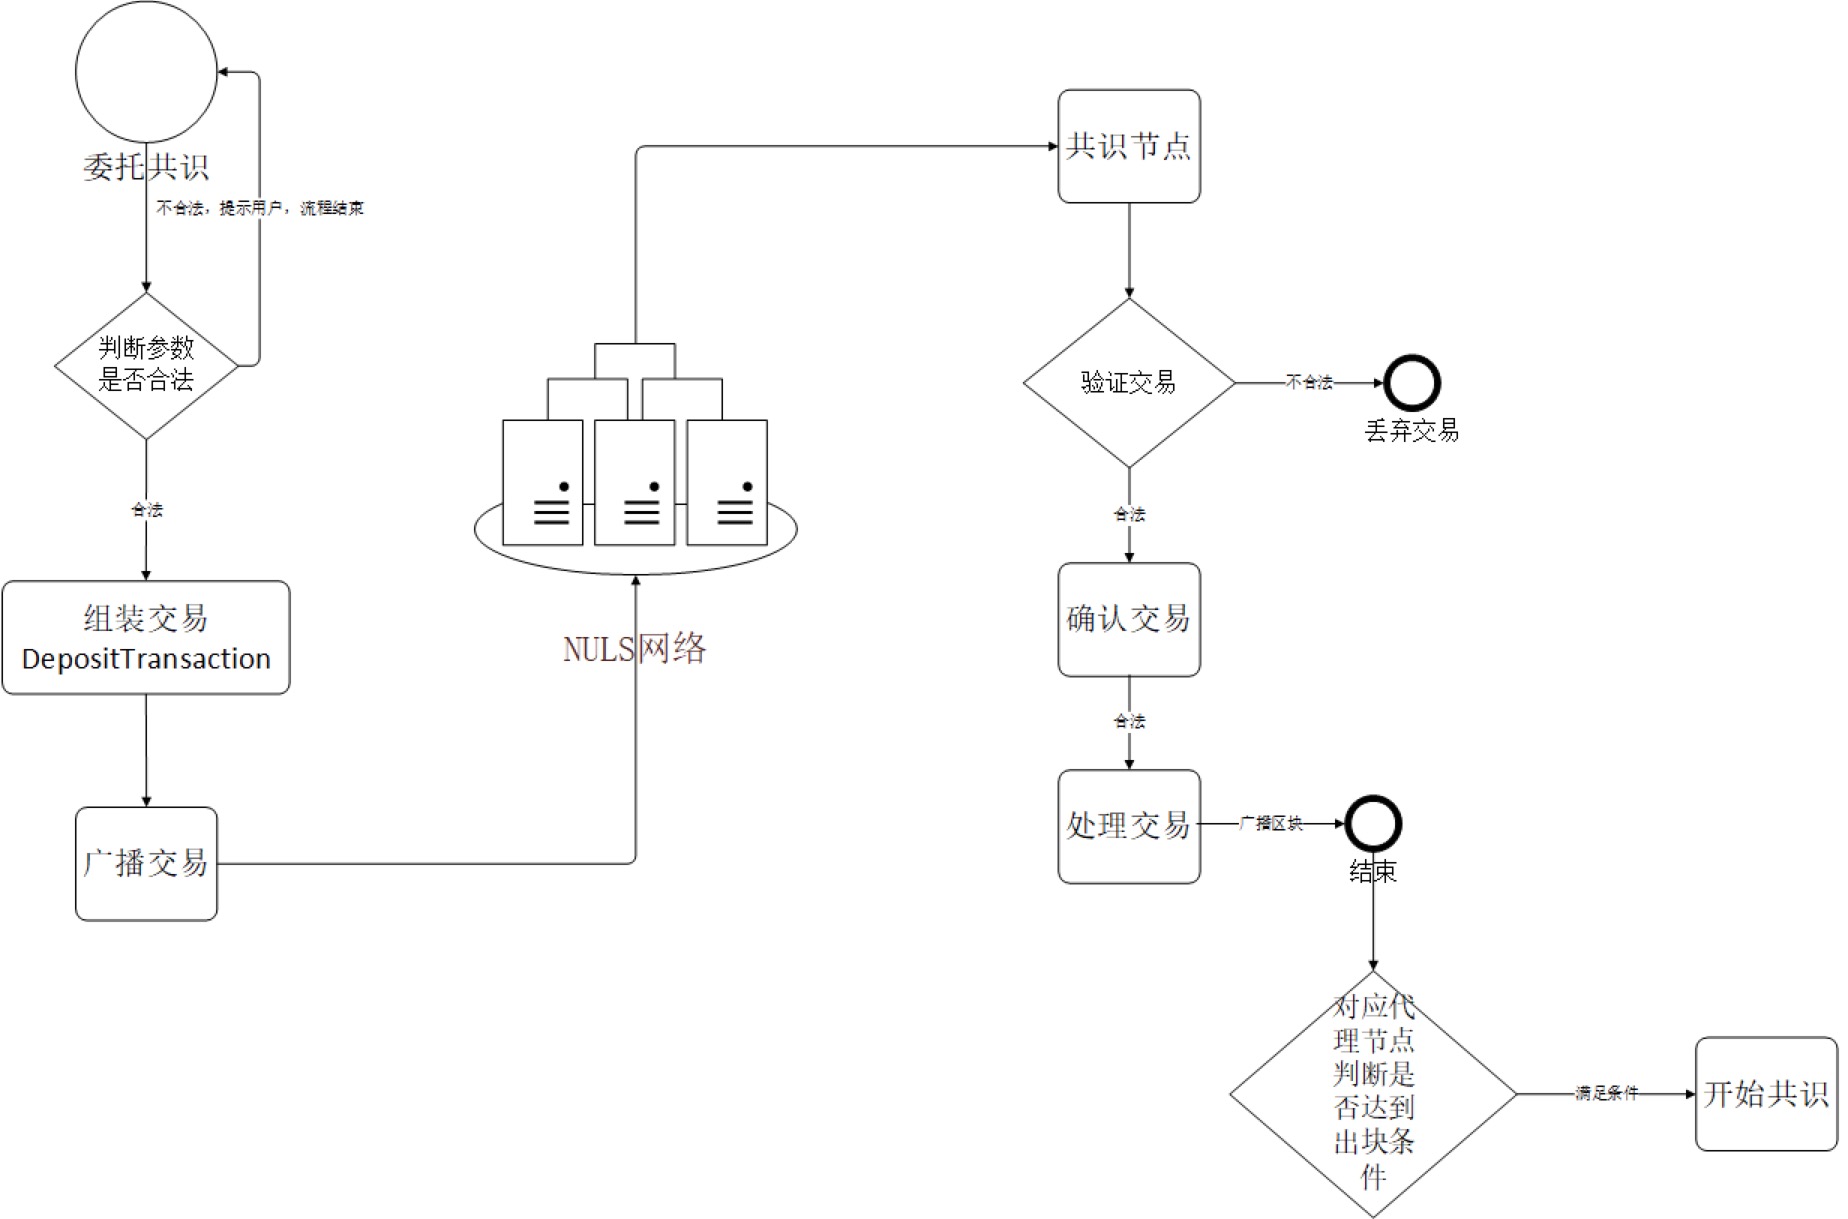 委托共识
不合法，提示用户，流程结束
判断参数
是否合法
合法
组装交易
DepositTransaction
广播交易
NULS网络
共识节点
验证交易
不合法
丢弃交易
合法
确认交易
合法
处理交易
广播区块
结束
对应代
理节点
判断是
否达到
出块条
件
满足条件
开始共识